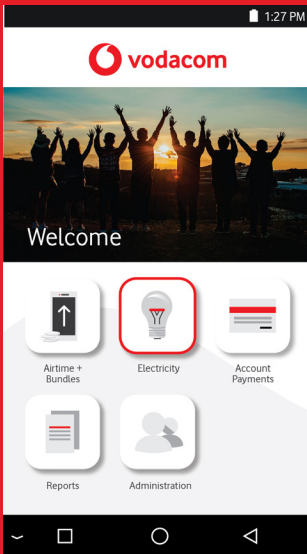 1:27 PM
vodacom
Welcome
Airtime +
Bundles
Electricity
Account
Payments
Reports
Administration